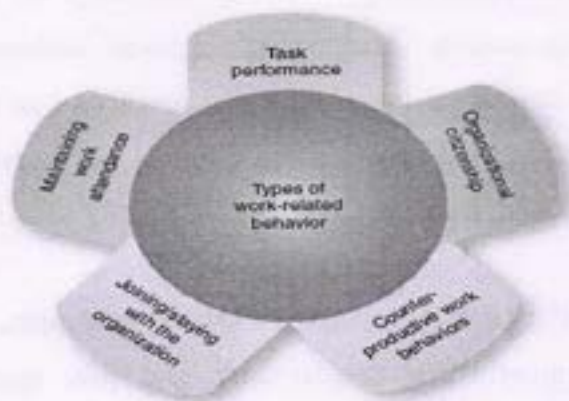 Task
performance
Organizational
citizenship
Counter-
productive work
behaviors
Joining/staying
with the
organization
Maintaining
work
attendance
Types of
work-related
behavior